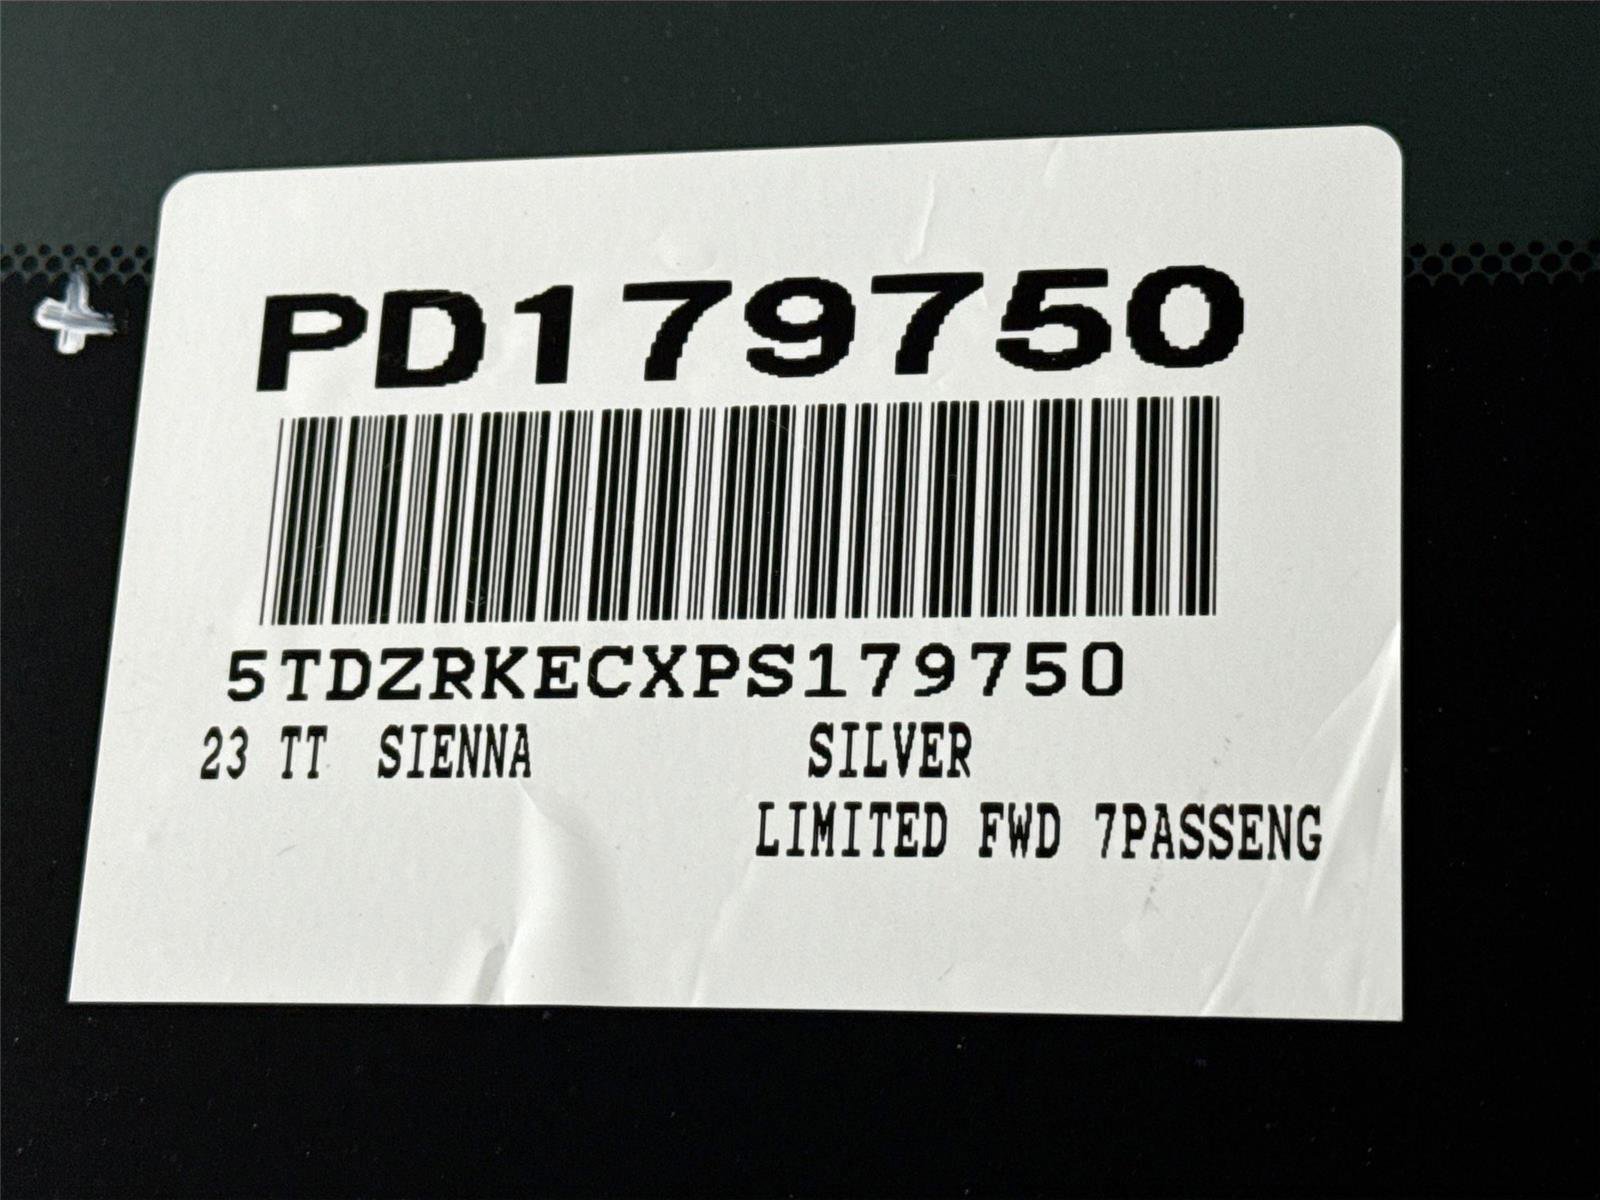 PD179750
5TDZRKECXPS179750
23 TT SIENNA SILVER
LIMITED FWD 7PASSENG